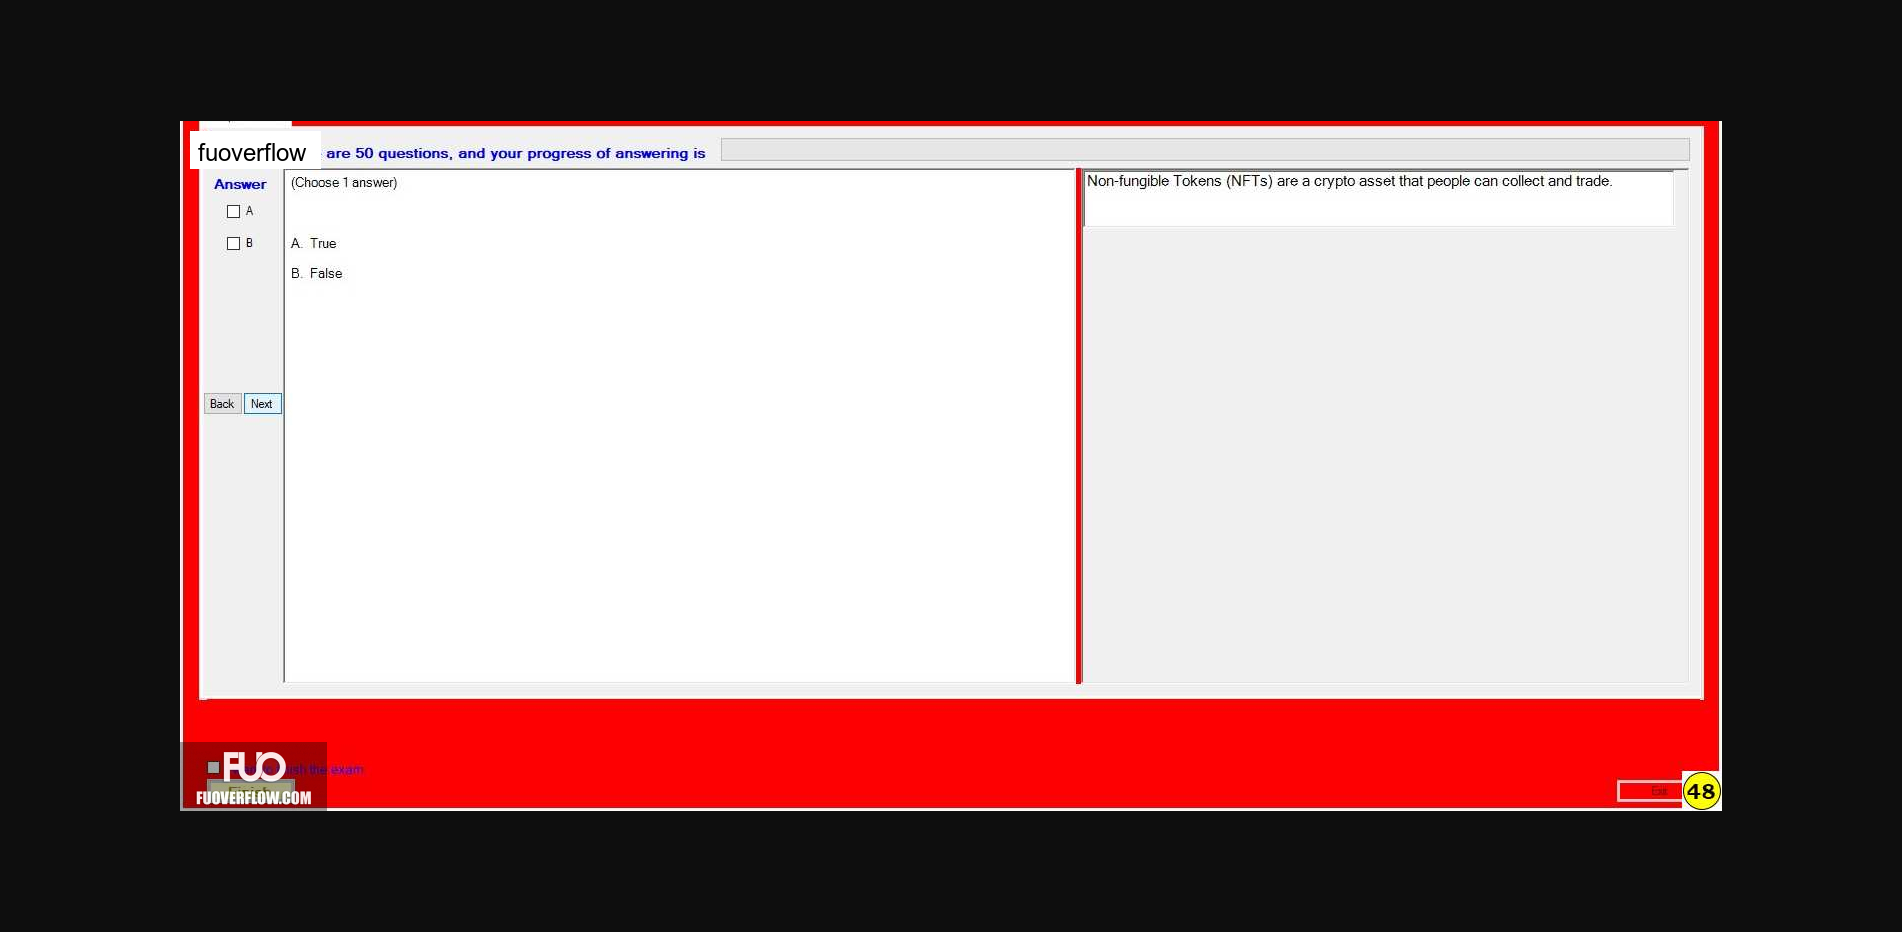 fuoverflow are 50 questions, and your progress of answering is
Answer
(Choose 1 answer)
Non-fungible Tokens (NFTs) are a crypto asset that people can collect and trade.
A
B
A. True
B. False
Back Next
FUO
the exam
Finish
FUOVERFLOW.COM
Exit
48